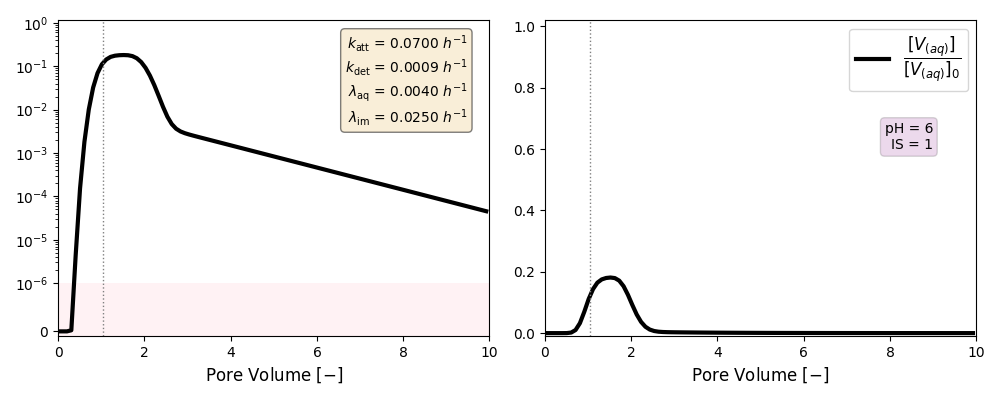 10⁰
10⁻¹
10⁻²
10⁻³
10⁻⁴
10⁻⁵
10⁻⁶
0
k_att = 0.0700 h⁻¹
k_det = 0.0009 h⁻¹
λ_aq = 0.0040 h⁻¹
λ_im = 0.0250 h⁻¹
0 2 4 6 8 10
Pore Volume [−]
1.0
0.8
0.6
0.4
0.2
0.0
[V_(aq)]
[V_(aq)]₀
pH = 6
IS = 1
0 2 4 6 8 10
Pore Volume [−]